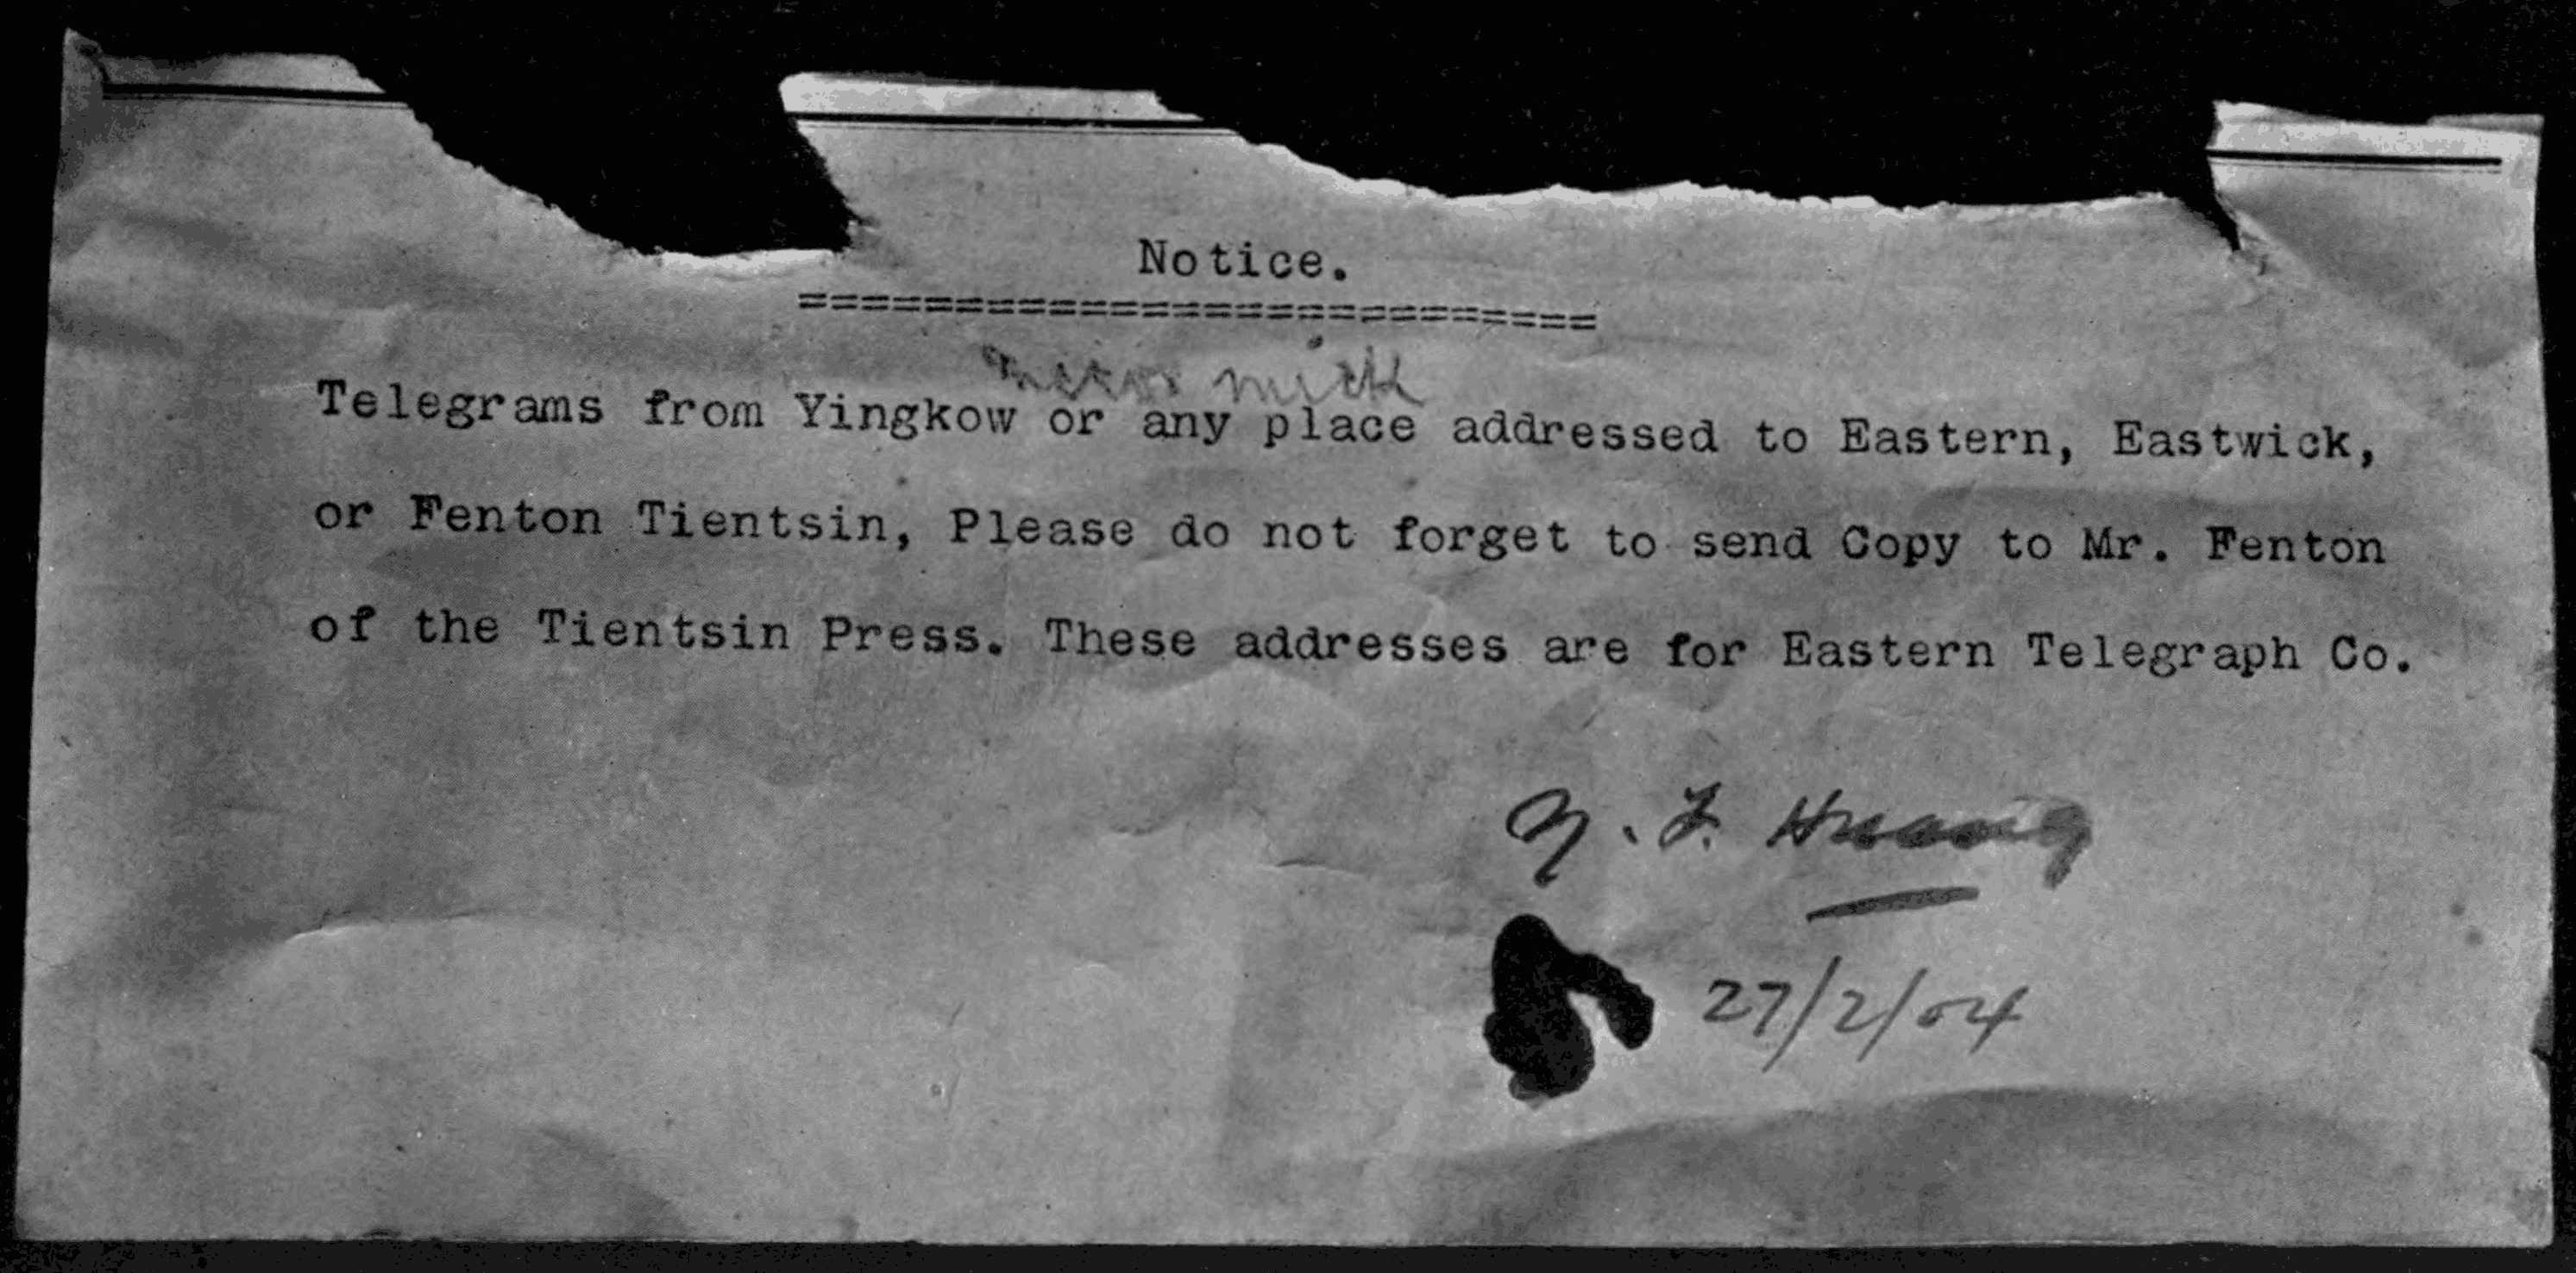 Notice.
==========================
Telegrams from Yingkow or any place addressed to Eastern, Eastwick,
or Fenton Tientsin, Please do not forget to send Copy to Mr. Fenton
of the Tientsin Press. These addresses are for Eastern Telegraph Co.
Huang
27/2/04